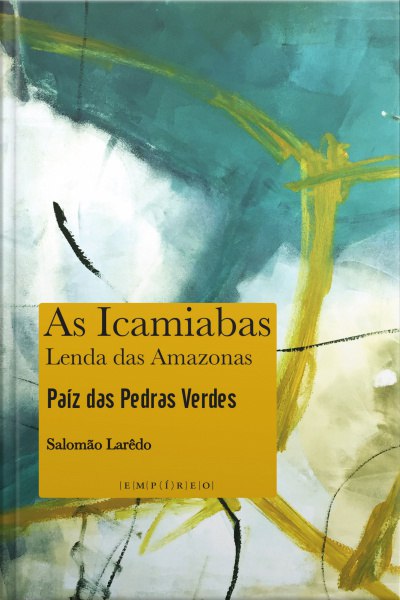 As Icamiabas
Lenda das Amazonas
Paíz das Pedras Verdes
Salomão Larêdo
|E|M|P|Í|R|E|O|